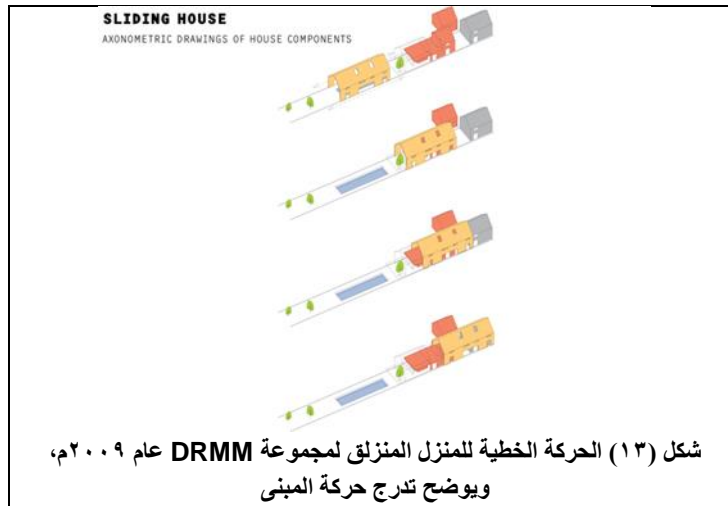 SLIDING HOUSE
AXONOMETRIC DRAWINGS OF HOUSE COMPONENTS
شكل (١٣) الحركة الخطية للمنزل المنزلق لمجموعة DRMM عام ٢٠٠٩م،
ويوضح تدرج حركة المبنى